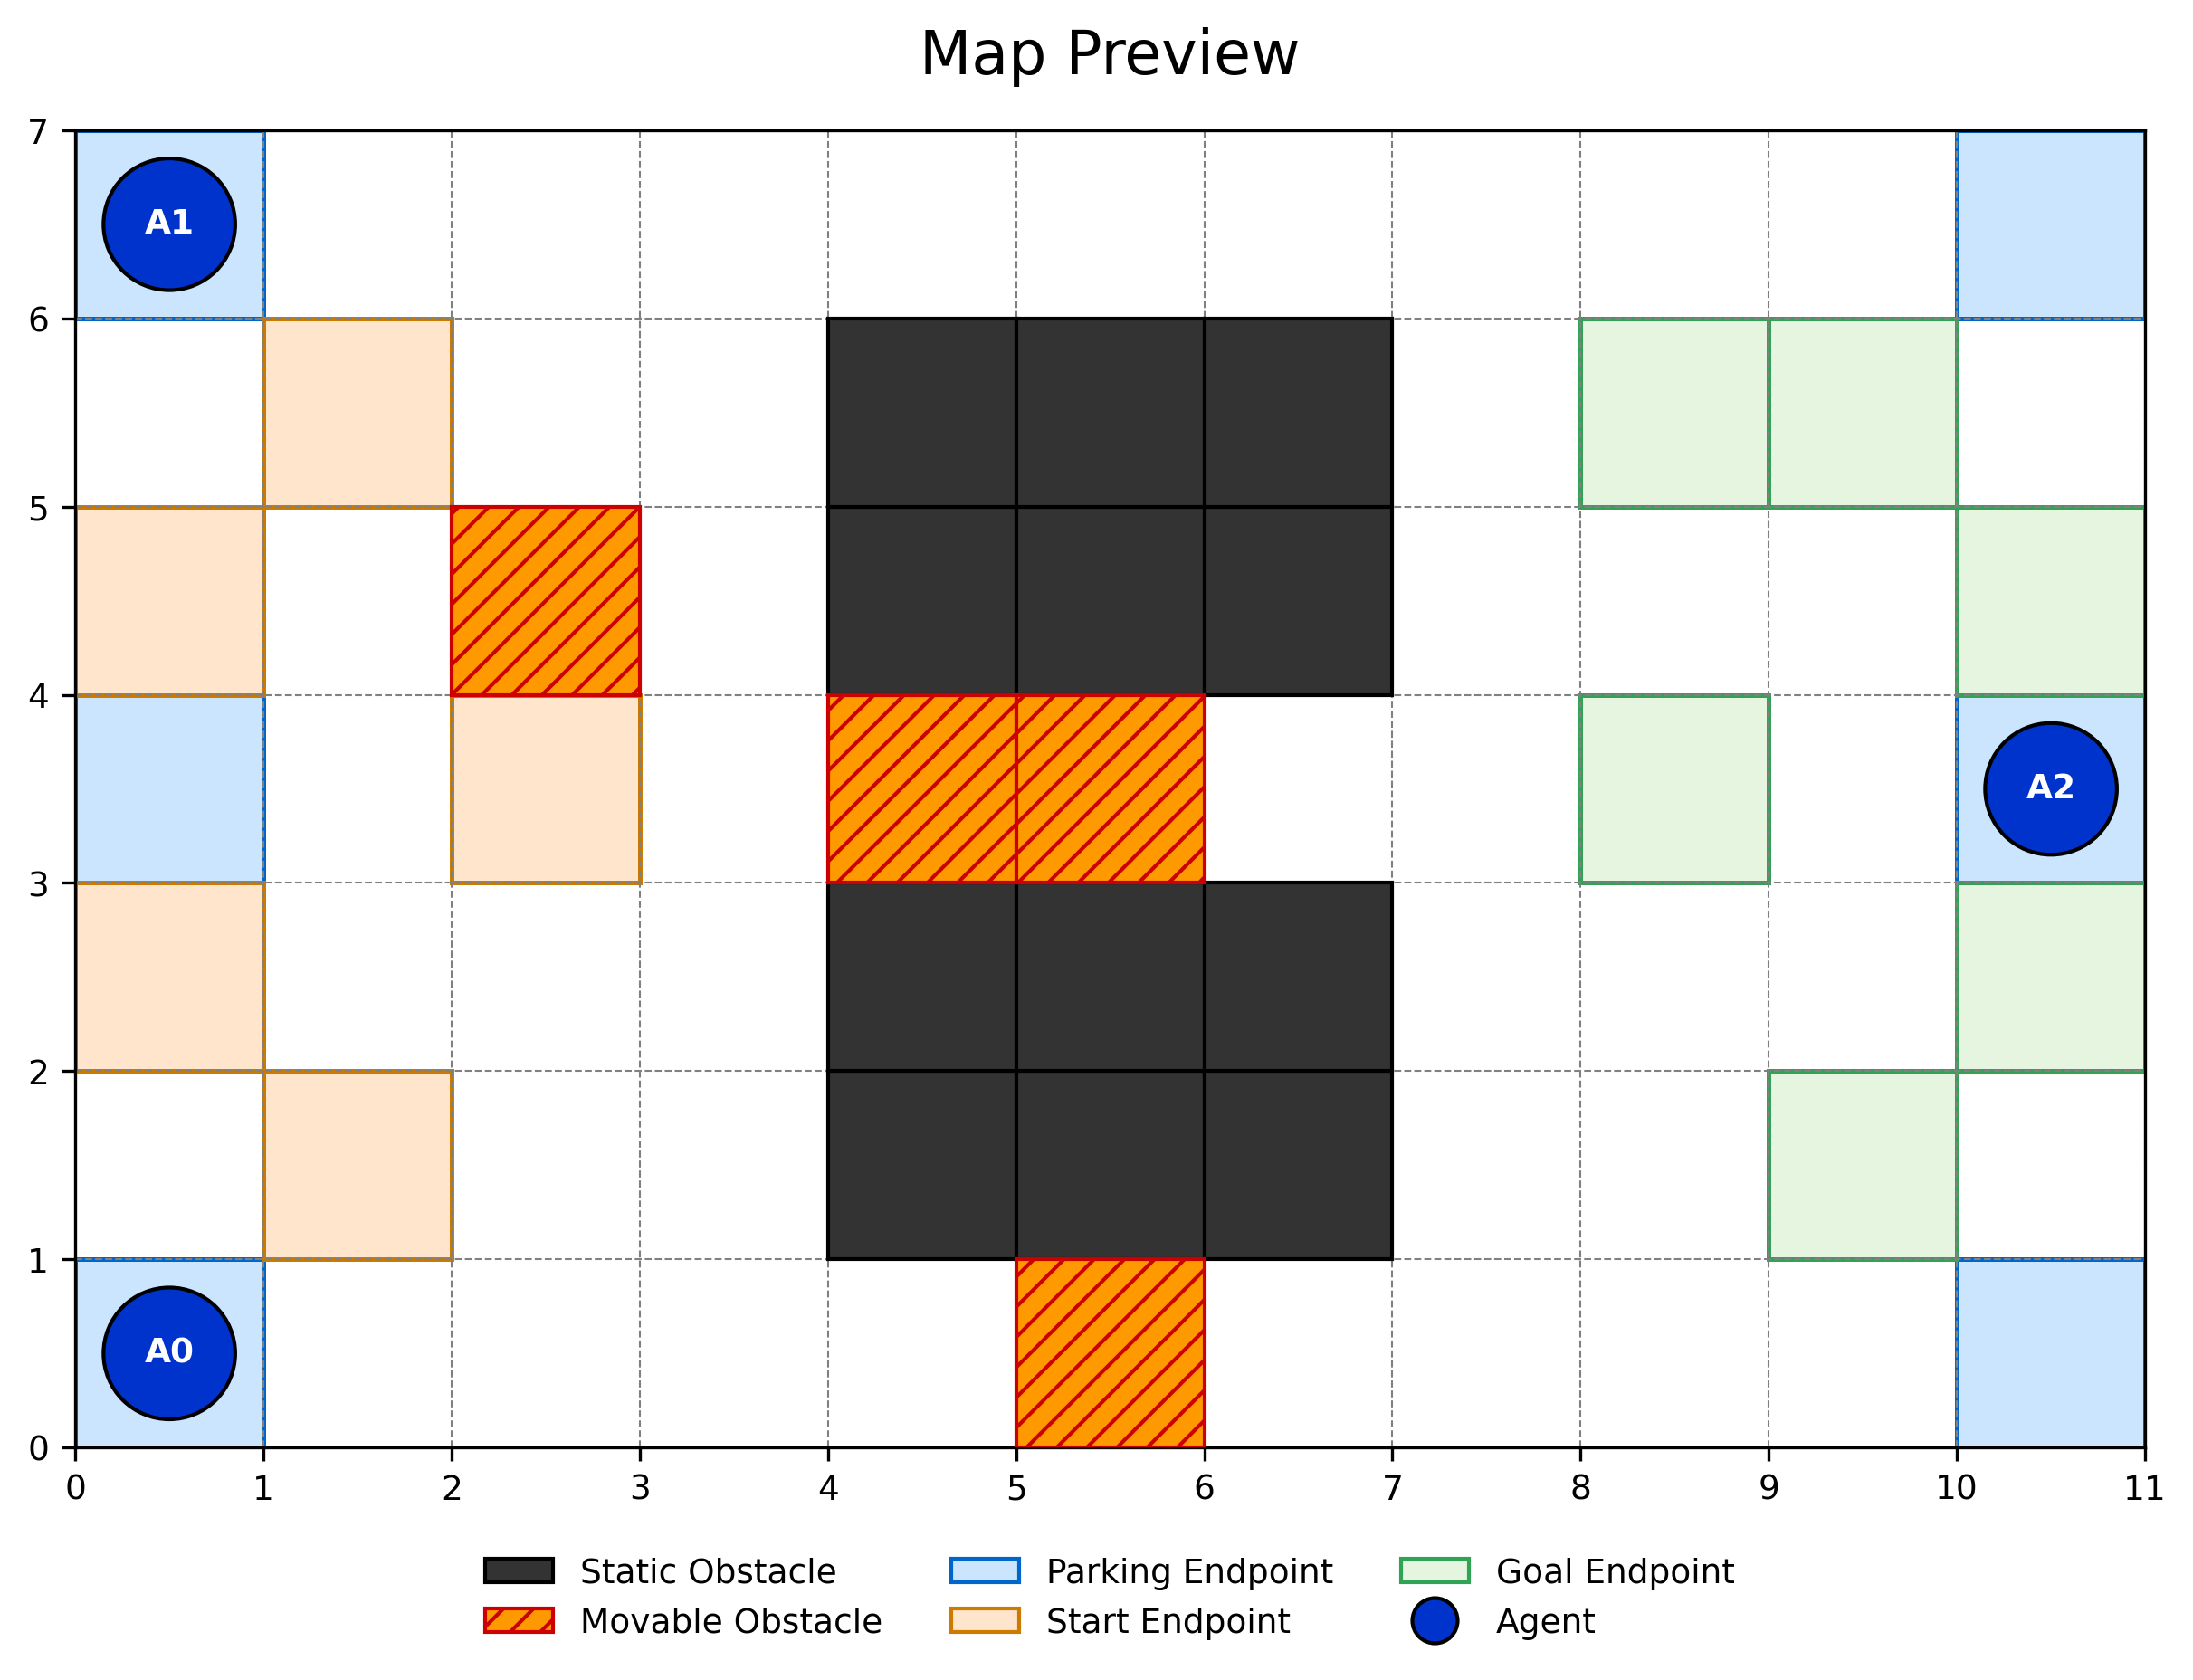 Map Preview
7
A1
6
5
4
A2
3
2
1
A0
0
0 1 2 3 4 5 6 7 8 9 10 11
Static Obstacle Parking Endpoint Goal Endpoint
Movable Obstacle Start Endpoint Agent